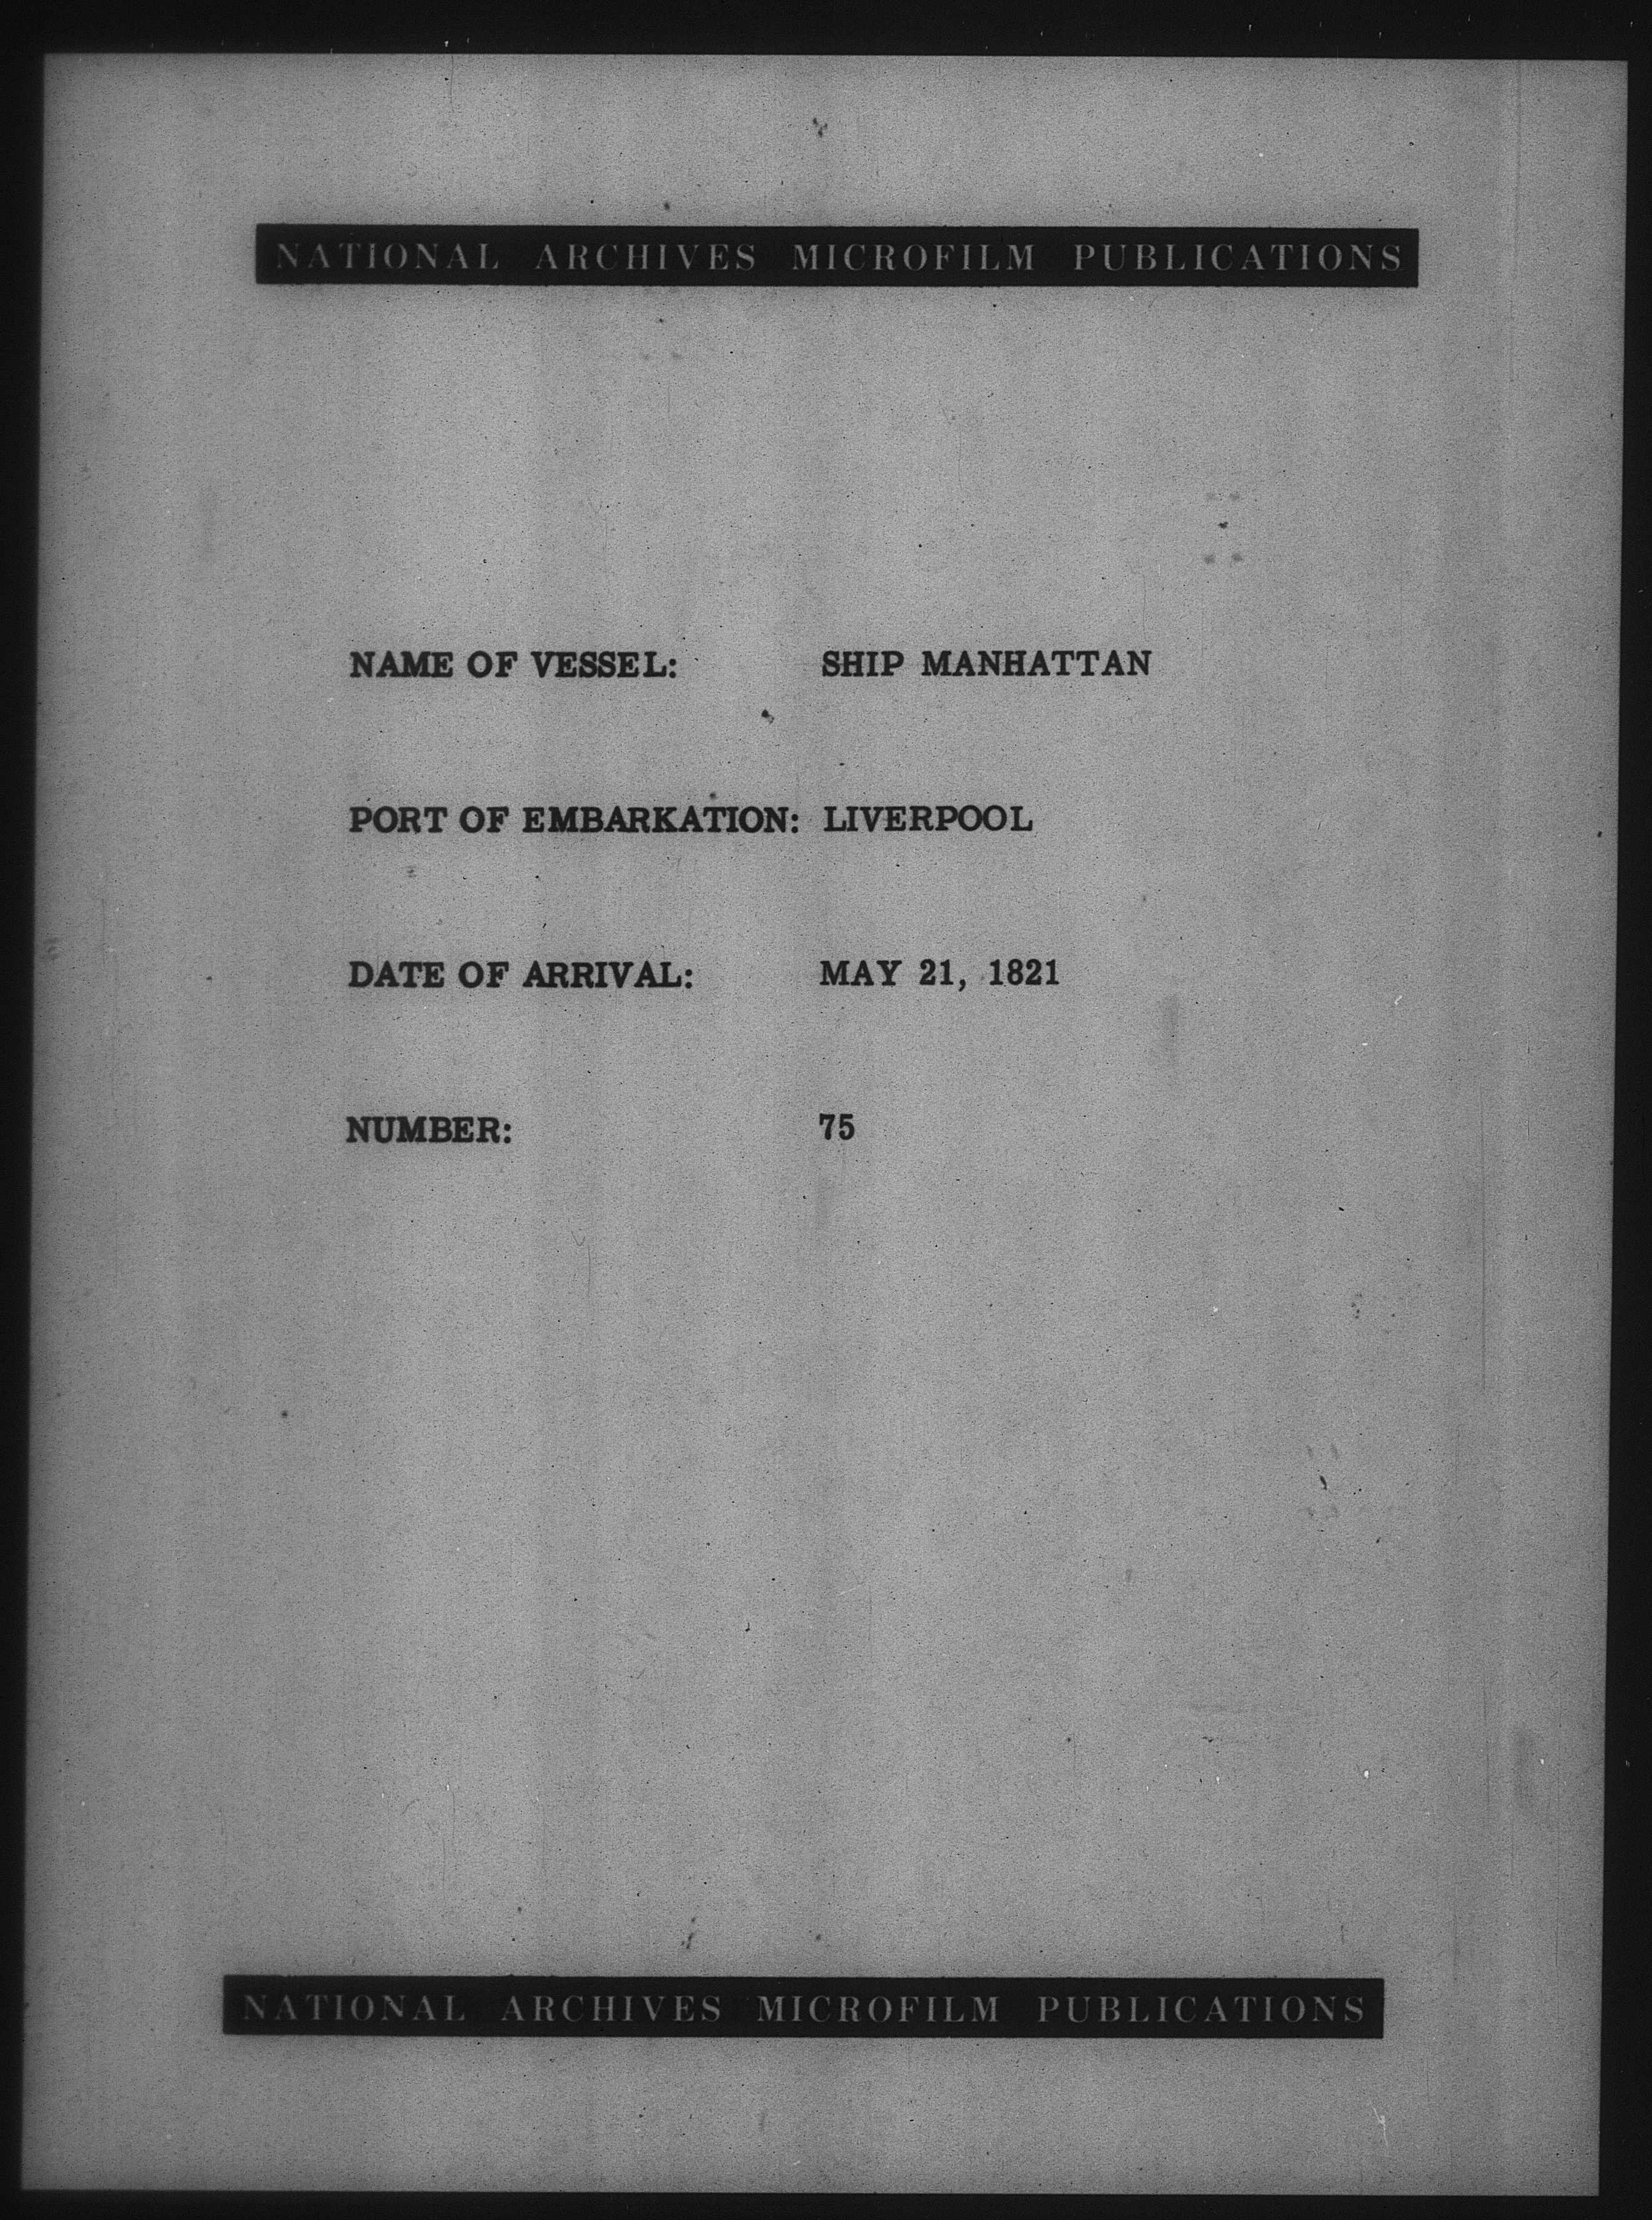 NATIONAL ARCHIVES MICROFILM PUBLICATIONS
NAME OF VESSEL: SHIP MANHATTAN
PORT OF EMBARKATION: LIVERPOOL
DATE OF ARRIVAL: MAY 21, 1821
NUMBER: 75
NATIONAL ARCHIVES MICROFILM PUBLICATIONS